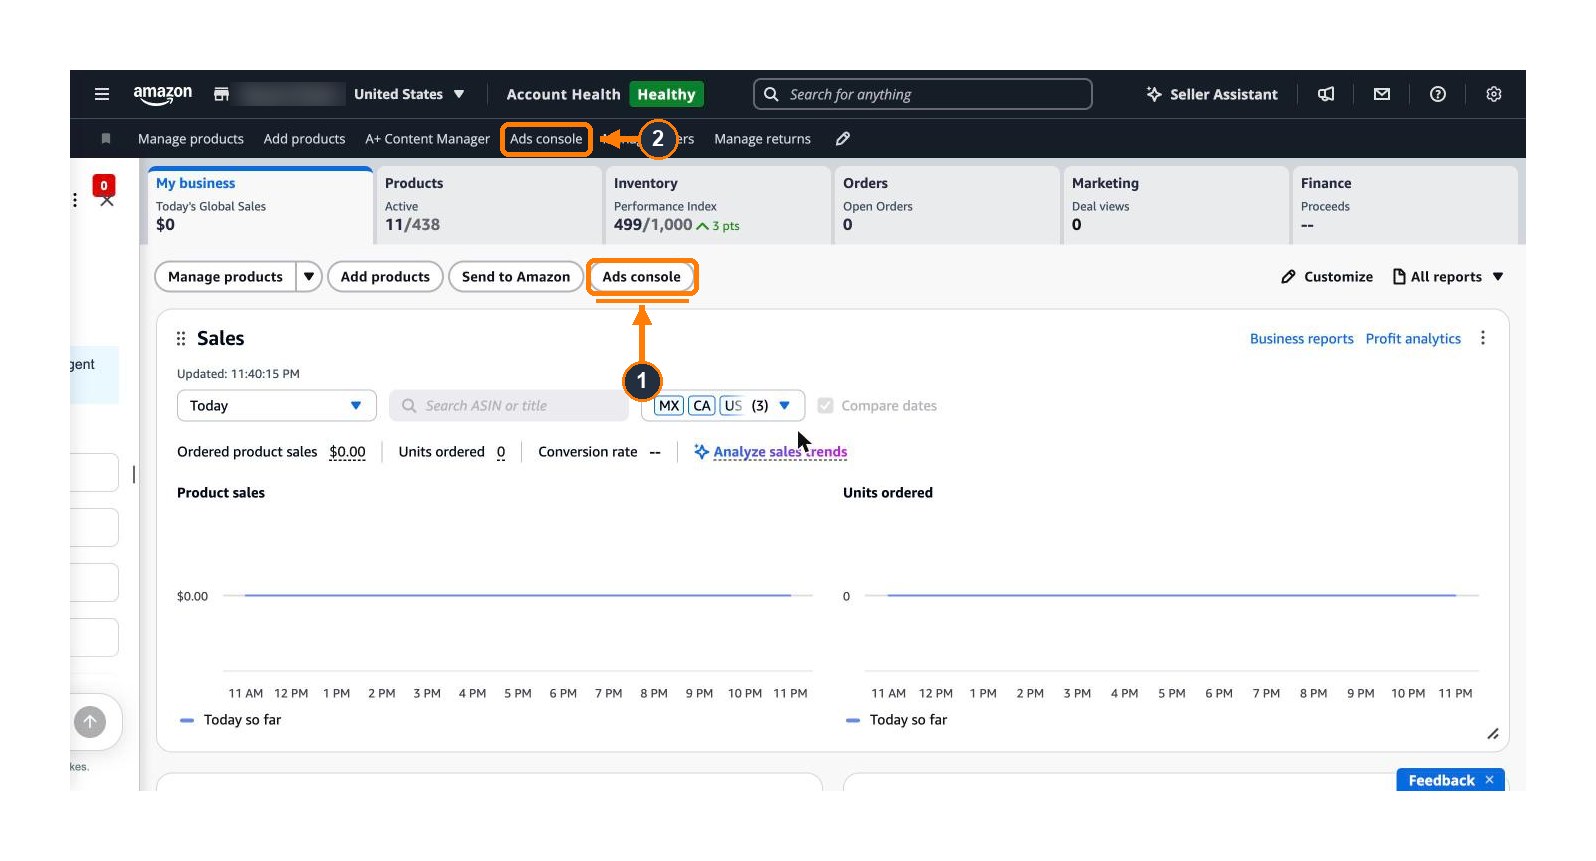 amazon United States Account Health Healthy Search for anything Seller Assistant
Manage products Add products A+ Content Manager Ads console 2 ers Manage returns
0
My business Products Inventory Orders Marketing Finance
Today's Global Sales Active Performance Index Open Orders Deal views Proceeds
$0 11/438 499/1,000 3 pts 0 0 --
Manage products Add products Send to Amazon Ads console Customize All reports
Sales Business reports Profit analytics
gent
Updated: 11:40:15 PM
1
Today Search ASIN or title MX CA US (3) Compare dates
Ordered product sales $0.00 Units ordered 0 Conversion rate -- Analyze sales trends
Product sales Units ordered
$0.00 0
11 AM 12 PM 1 PM 2 PM 3 PM 4 PM 5 PM 6 PM 7 PM 8 PM 9 PM 10 PM 11 PM 11 AM 12 PM 1 PM 2 PM 3 PM 4 PM 5 PM 6 PM 7 PM 8 PM 9 PM 10 PM 11 PM
Today so far Today so far
kes.
Feedback ×